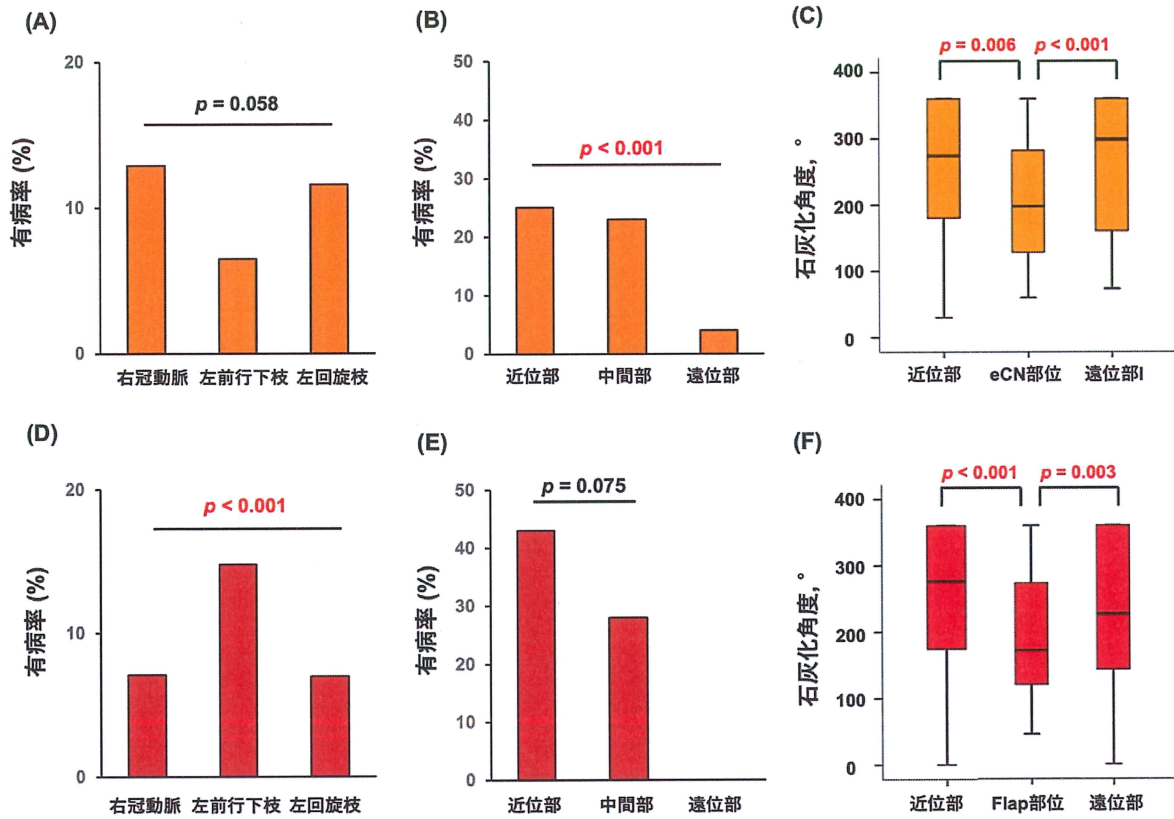 (A)
20
10
0
有病率 (%)
p = 0.058
右冠動脈 左前行下枝 左回旋枝
(B)
50
40
30
20
10
0
有病率 (%)
p < 0.001
近位部 中間部 遠位部
(C)
p = 0.006 p < 0.001
400
300
200
100
0
石灰化角度, °
近位部 eCN部位 遠位部l
(D)
20
10
0
有病率 (%)
p < 0.001
右冠動脈 左前行下枝 左回旋枝
(E)
50
40
30
20
10
0
有病率 (%)
p = 0.075
近位部 中間部 遠位部
(F)
p < 0.001 p = 0.003
400
300
200
100
0
石灰化角度, °
近位部 Flap部位 遠位部